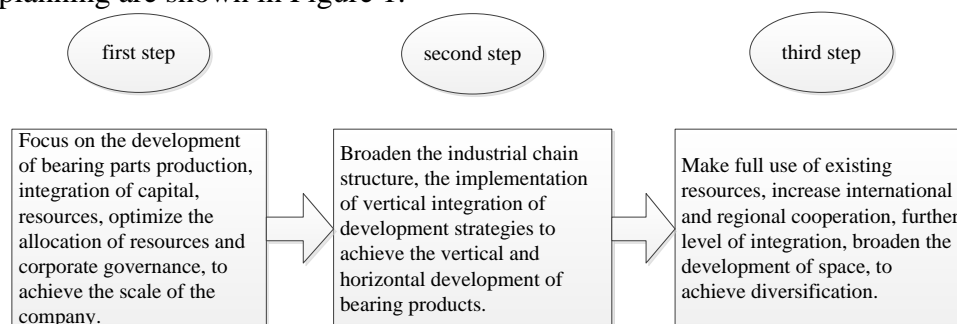 planning are shown in Figure 1.
first step
second step
third step
Focus on the development
of bearing parts production,
integration of capital,
resources, optimize the
allocation of resources and
corporate governance, to
achieve the scale of the
company.
Broaden the industrial chain
structure, the implementation
of vertical integration of
development strategies to
achieve the vertical and
horizontal development of
bearing products.
Make full use of existing
resources, increase international
and regional cooperation, further
level of integration, broaden the
development of space, to
achieve diversification.